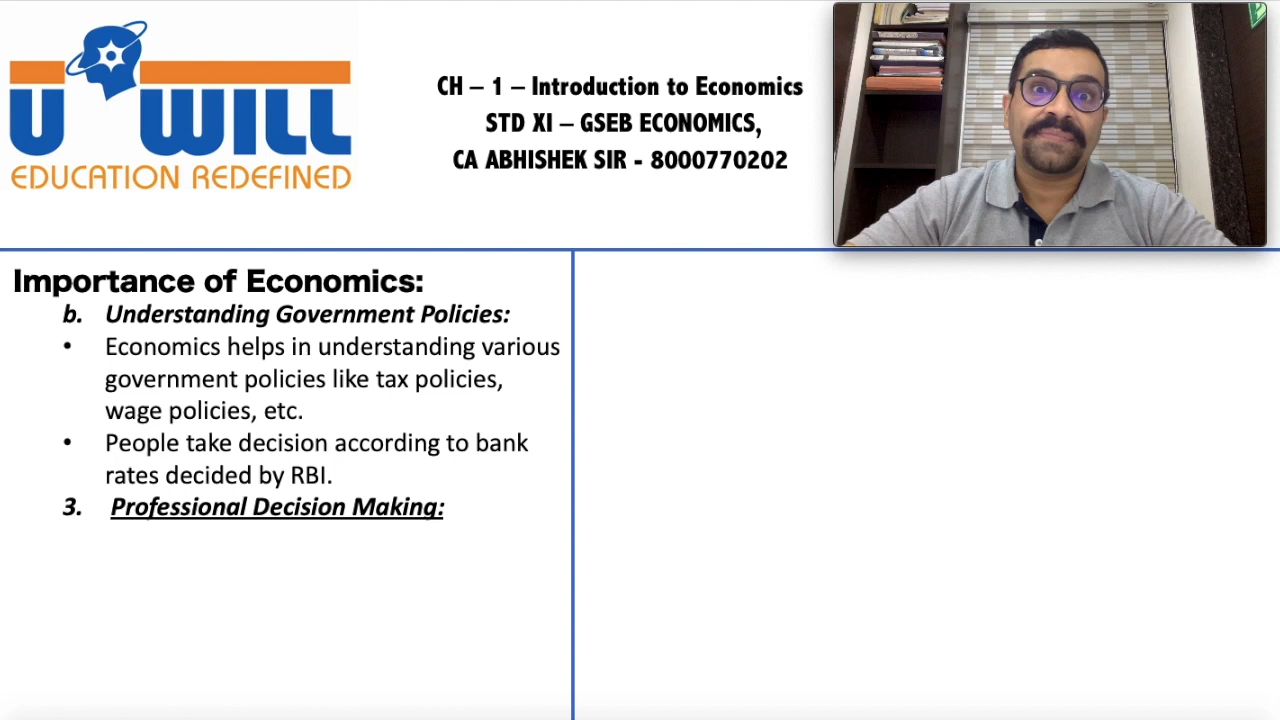 U WILL
EDUCATION REDEFINED
CH – 1 – Introduction to Economics
STD XI – GSEB ECONOMICS,
CA ABHISHEK SIR - 8000770202
Importance of Economics:
b. Understanding Government Policies:
• Economics helps in understanding various
government policies like tax policies,
wage policies, etc.
• People take decision according to bank
rates decided by RBI.
3. Professional Decision Making: